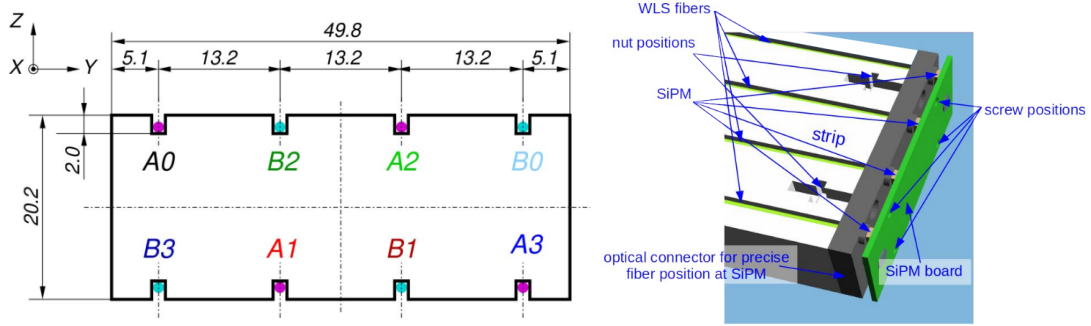 Z
X
Y
49.8
5.1
13.2
13.2
13.2
5.1
2.0
20.2
A0
B2
A2
B0
B3
A1
B1
A3
WLS fibers
nut positions
SiPM
screw positions
strip
optical connector for precise
fiber position at SiPM
SiPM board